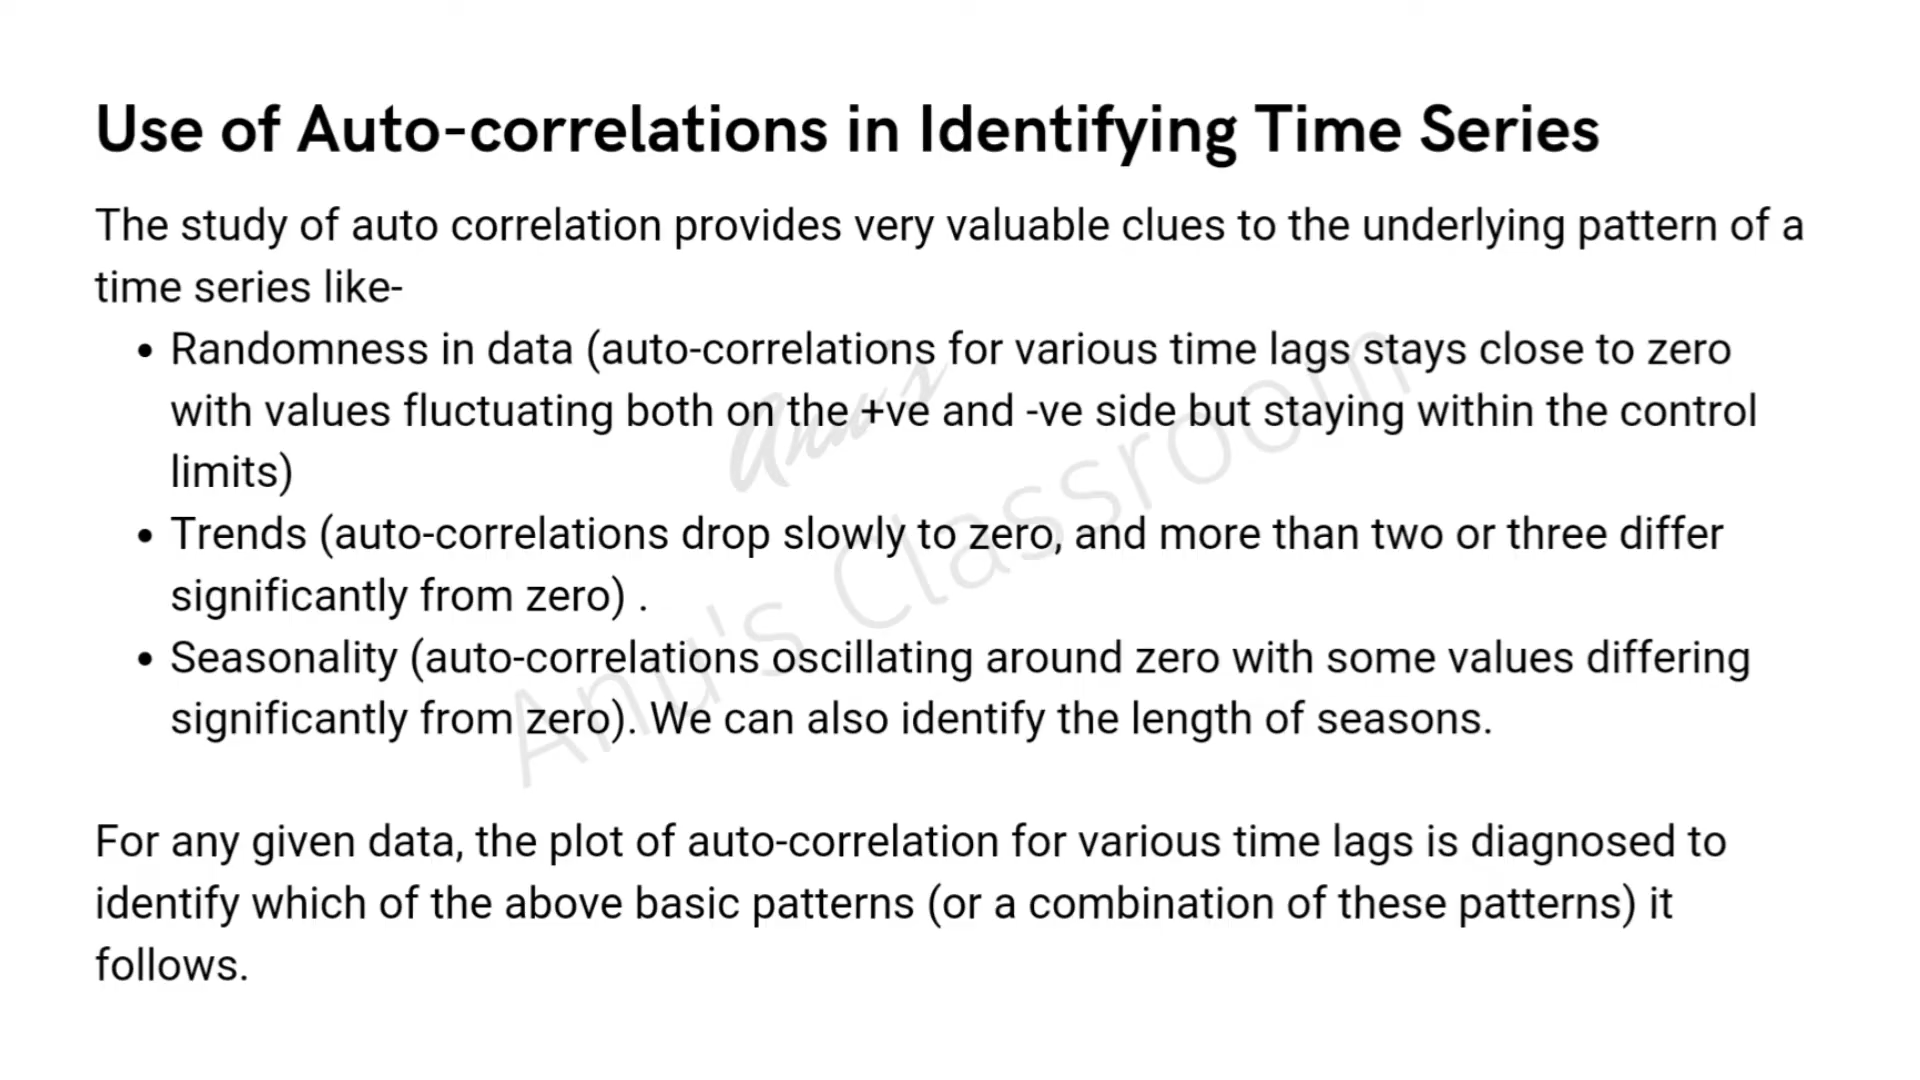 Use of Auto-correlations in Identifying Time Series
The study of auto correlation provides very valuable clues to the underlying pattern of a
time series like-
• Randomness in data (auto-correlations for various time lags stays close to zero
with values fluctuating both on the +ve and -ve side but staying within the control
limits)
• Trends (auto-correlations drop slowly to zero, and more than two or three differ
significantly from zero) .
• Seasonality (auto-correlations oscillating around zero with some values differing
significantly from zero). We can also identify the length of seasons.
For any given data, the plot of auto-correlation for various time lags is diagnosed to
identify which of the above basic patterns (or a combination of these patterns) it
follows.
Anu's
Anu's Classroom